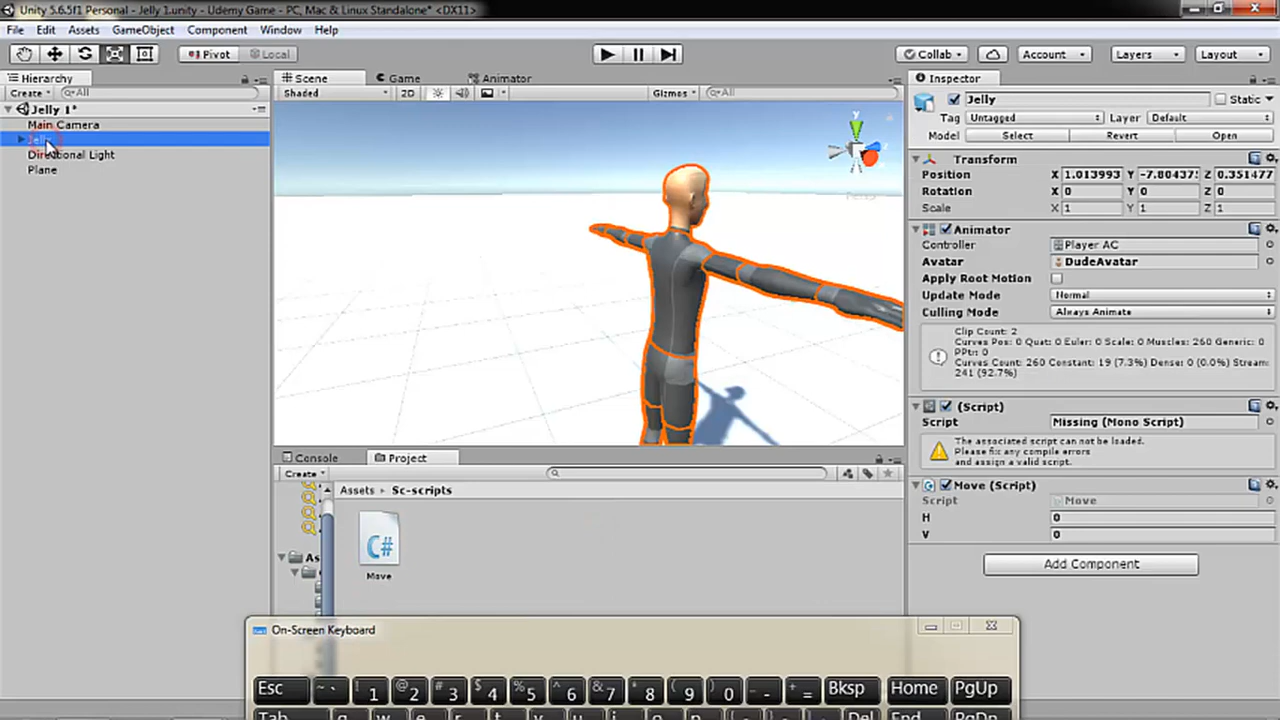 Unity 5.6.5f1 Personal - Jelly 1.unity - Udemy Game - PC, Mac & Linux Standalone* <DX11>
File Edit Assets GameObject Component Window Help
Pivot Local Collab Account Layers Layout
Hierarchy Scene Game Animator Inspector
Create All Shaded 2D Gizmos All Jelly Static
Jelly 1*
Main Camera
Jelly
Directional Light
Plane
Persp
Tag Untagged Layer Default
Model Select Revert Open
Transform
Position X 1.013993 Y -7.80437 Z 0.351477
Rotation X 0 Y 0 Z 0
Scale X 1 Y 1 Z 1
Animator
Controller Player AC
Avatar DudeAvatar
Apply Root Motion
Update Mode Normal
Culling Mode Always Animate
Clip Count: 2
Curves Pos: 0 Quat: 0 Euler: 0 Scale: 0 Muscles: 260 Generic: 0
PPtr: 0
Curves Count: 260 Constant: 19 (7.3%) Dense: 0 (0.0%) Stream:
241 (92.7%)
(Script)
Script Missing (Mono Script)
The associated script can not be loaded.
Please fix any compile errors
and assign a valid script.
Move (Script)
Script Move
H 0
V 0
Add Component
Console Project
Create
Assets Sc-scripts
As
C#
Move
On-Screen Keyboard
Esc ~ ` ! 1 @ 2 # 3 $ 4 % 5 ^ 6 & 7 * 8 ( 9 ) 0 _ - + = Bksp Home PgUp
Tab q w e r t y u i o p [ ] Del End PgDn